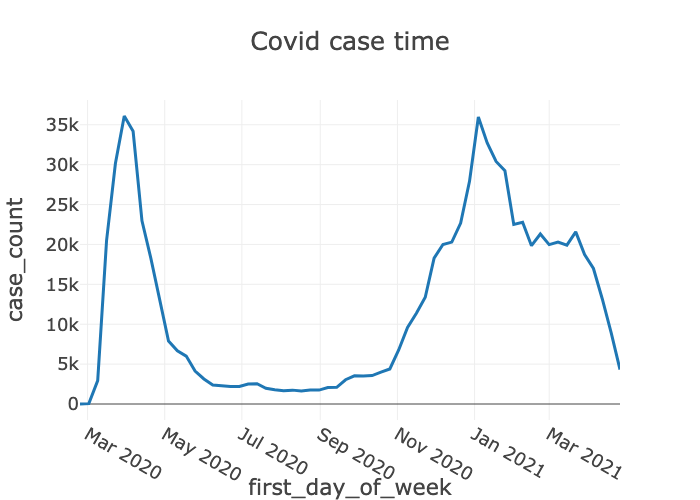 Covid case time
35k
30k
25k
20k
15k
10k
5k
0
case_count
Mar 2020
May 2020
Jul 2020
Sep 2020
Nov 2020
Jan 2021
Mar 2021
first_day_of_week